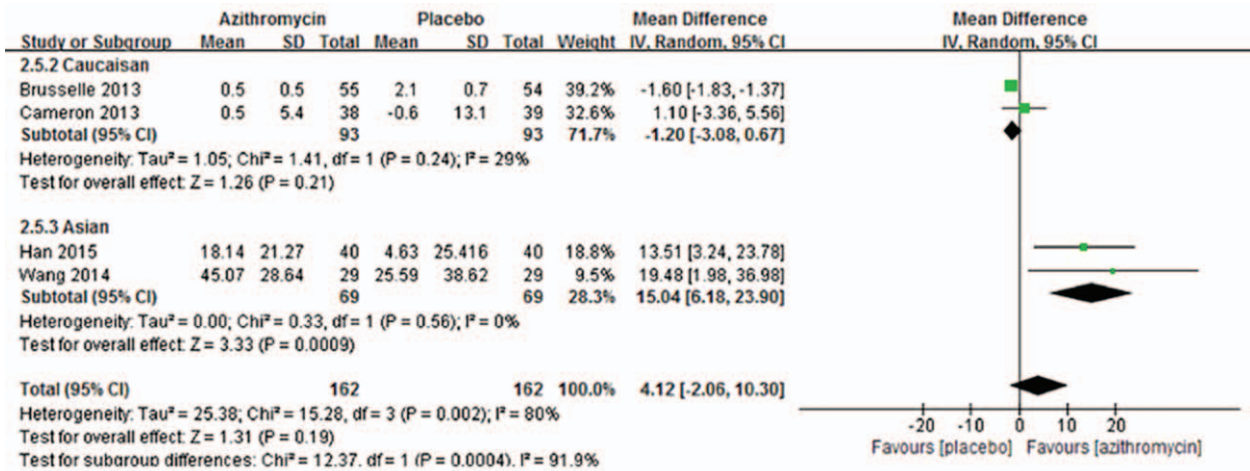 Azithromycin Placebo Mean Difference Mean Difference
Study or Subgroup Mean SD Total Mean SD Total Weight IV, Random, 95% CI IV, Random, 95% CI
2.5.2 Caucaisan
Brusselle 2013 0.5 0.5 55 2.1 0.7 54 39.2% -1.60 [-1.83, -1.37]
Cameron 2013 0.5 5.4 38 -0.6 13.1 39 32.6% 1.10 [-3.36, 5.56]
Subtotal (95% CI) 93 93 71.7% -1.20 [-3.08, 0.67]
Heterogeneity: Tau² = 1.05; Chi² = 1.41, df = 1 (P = 0.24); I² = 29%
Test for overall effect: Z = 1.26 (P = 0.21)
2.5.3 Asian
Han 2015 18.14 21.27 40 4.63 25.416 40 18.8% 13.51 [3.24, 23.78]
Wang 2014 45.07 28.64 29 25.59 38.62 29 9.5% 19.48 [1.98, 36.98]
Subtotal (95% CI) 69 69 28.3% 15.04 [6.18, 23.90]
Heterogeneity: Tau² = 0.00; Chi² = 0.33, df = 1 (P = 0.56); I² = 0%
Test for overall effect: Z = 3.33 (P = 0.0009)
Total (95% CI) 162 162 100.0% 4.12 [-2.06, 10.30]
Heterogeneity: Tau² = 25.38; Chi² = 15.28, df = 3 (P = 0.002); I² = 80%
Test for overall effect: Z = 1.31 (P = 0.19)
Test for subgroup differences: Chi² = 12.37, df = 1 (P = 0.0004), I² = 91.9%
-20 -10 0 10 20
Favours [placebo] Favours [azithromycin]